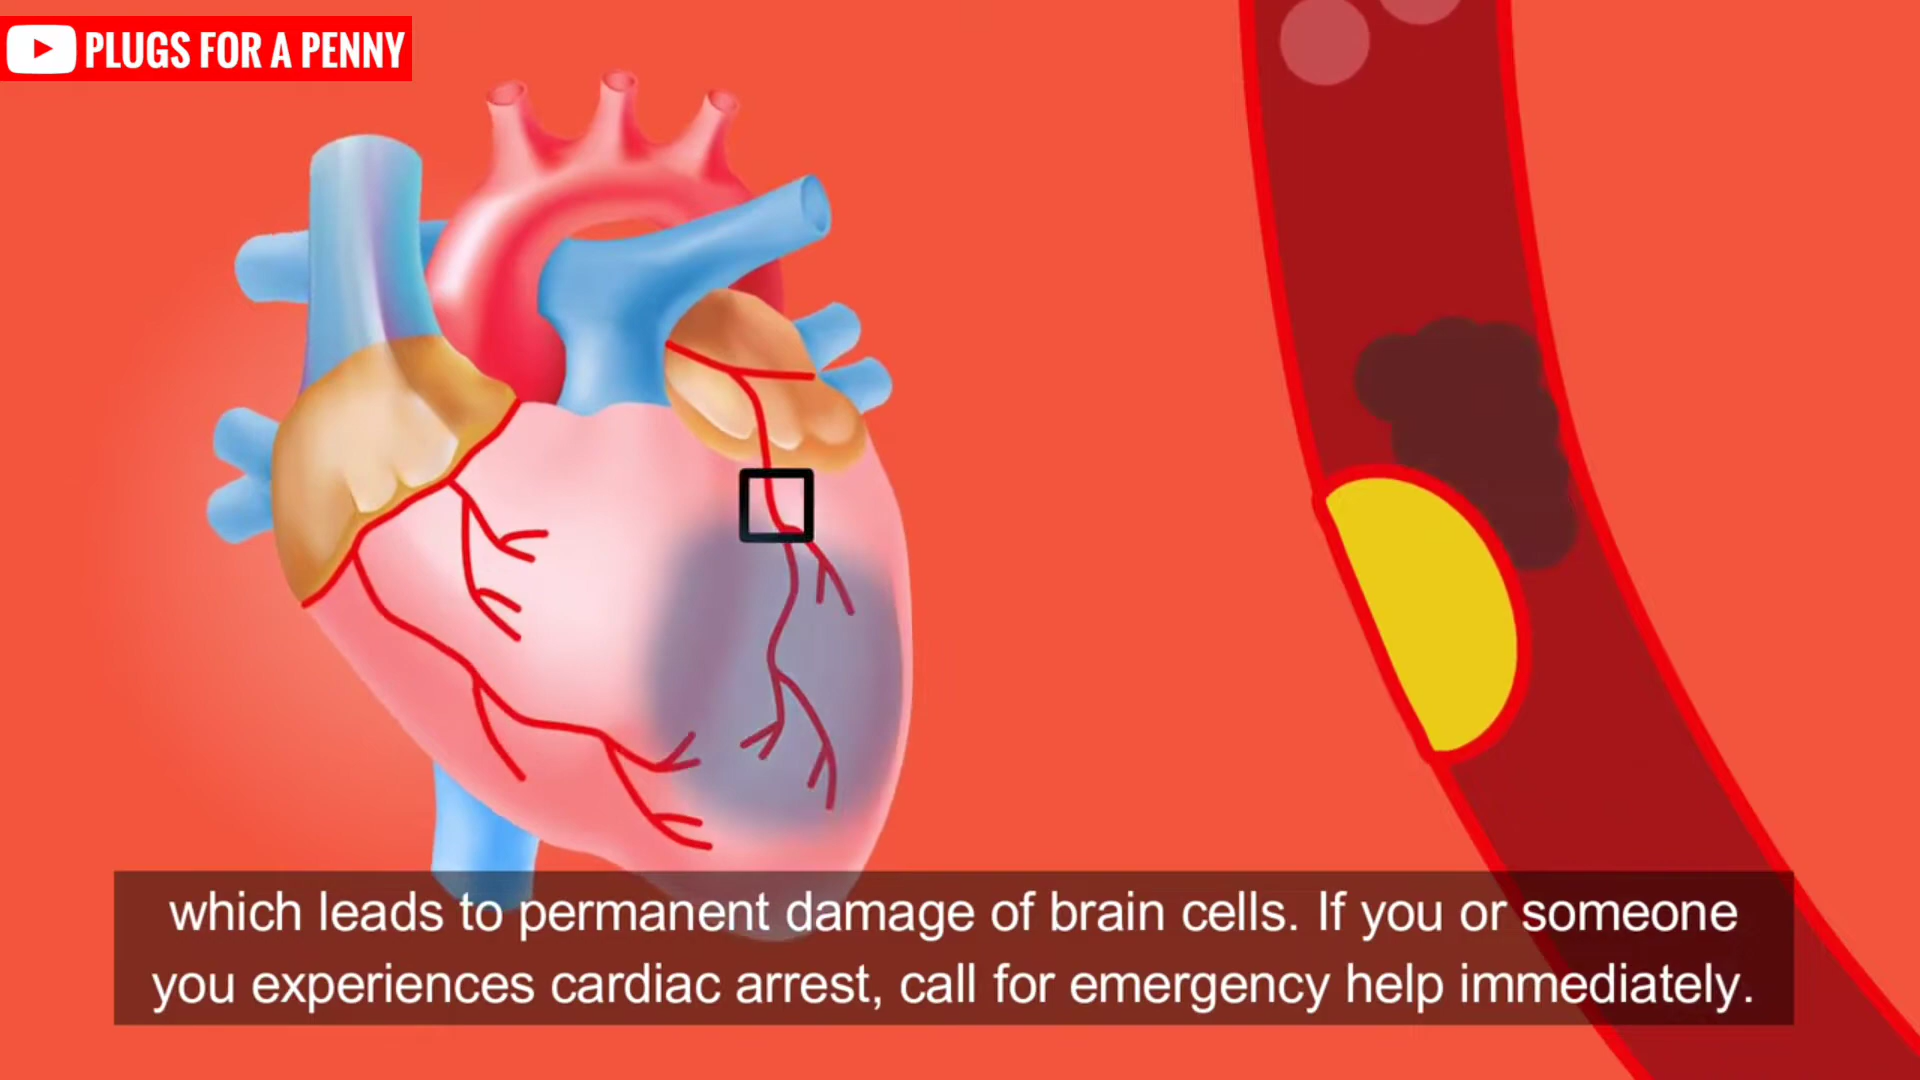 PLUGS FOR A PENNY
which leads to permanent damage of brain cells. If you or someone
you experiences cardiac arrest, call for emergency help immediately.